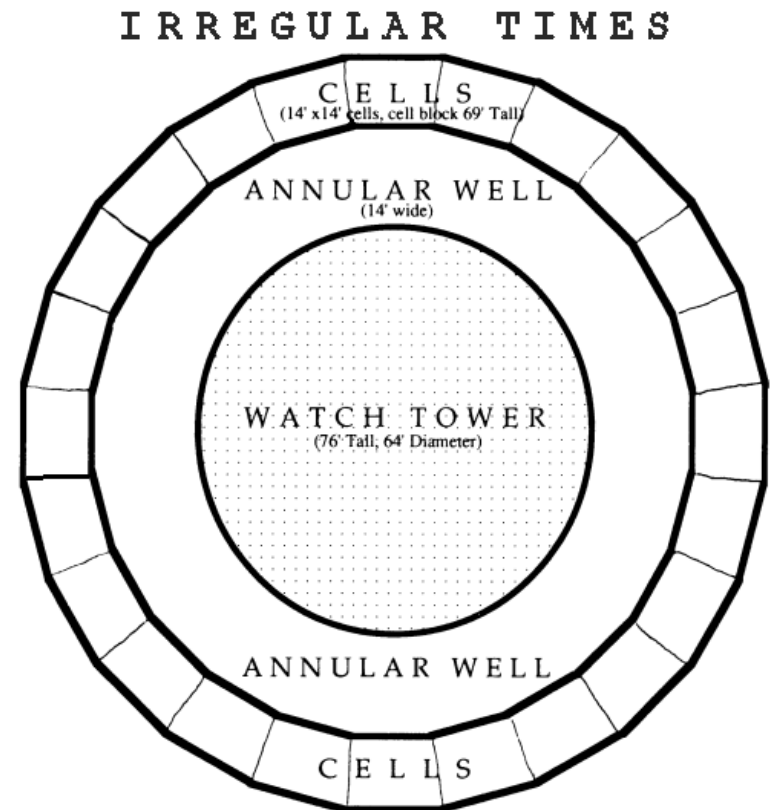 IRREGULAR TIMES
CELLS
(14' x14' cells, cell block 69' Tall)
ANNULAR WELL
(14' wide)
WATCH TOWER
(76' Tall, 64' Diameter)
ANNULAR WELL
CELLS